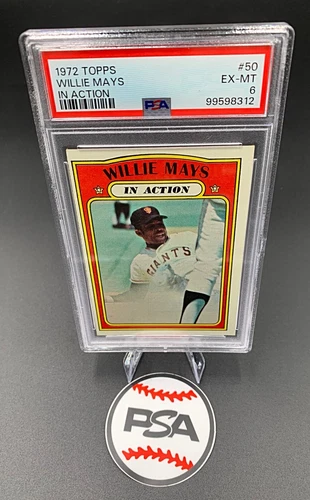 1972 TOPPS #50
WILLIE MAYS EX-MT
IN ACTION 6
PSA 99598312
WILLIE MAYS
IN ACTION
GIANTS
PSA